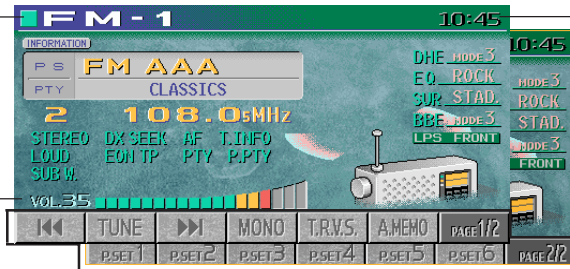 FM-1 10:45
INFORMATION
PS FM AAA
PTY CLASSICS
2 108.05MHz
STEREO DX SEEK AF T.INFO
LOUD EON TP PTY P.PTY
SUB W.
DHE MODE 3
EQ ROCK
SUR STAD.
BBE MODE 3
LPS FRONT
VOL.35
TUNE MONO T.R.V.S. A.MEMO PAGE 1/2
10:45
MODE 3
ROCK
STAD.
MODE 3
FRONT
P.SET 1 P.SET 2 P.SET 3 P.SET 4 P.SET 5 P.SET 6 PAGE 2/2